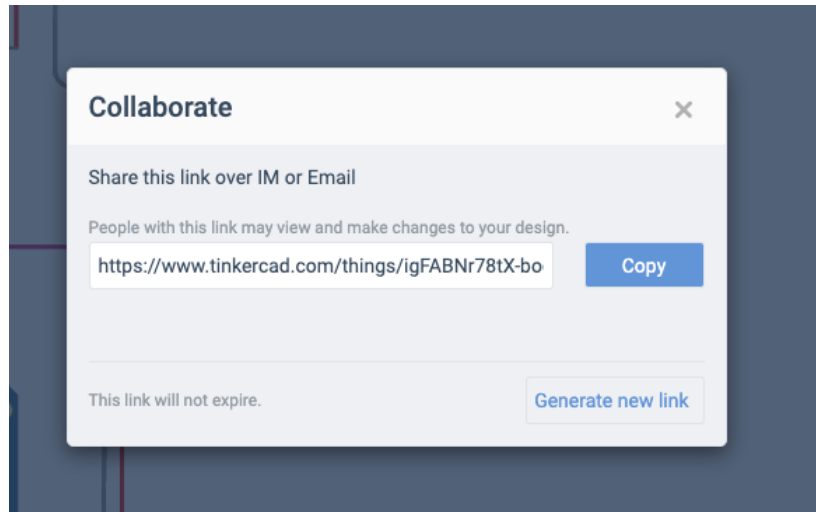 Collaborate
Share this link over IM or Email
People with this link may view and make changes to your design.
https://www.tinkercad.com/things/igFABNr78tX-bo
Copy
This link will not expire.
Generate new link